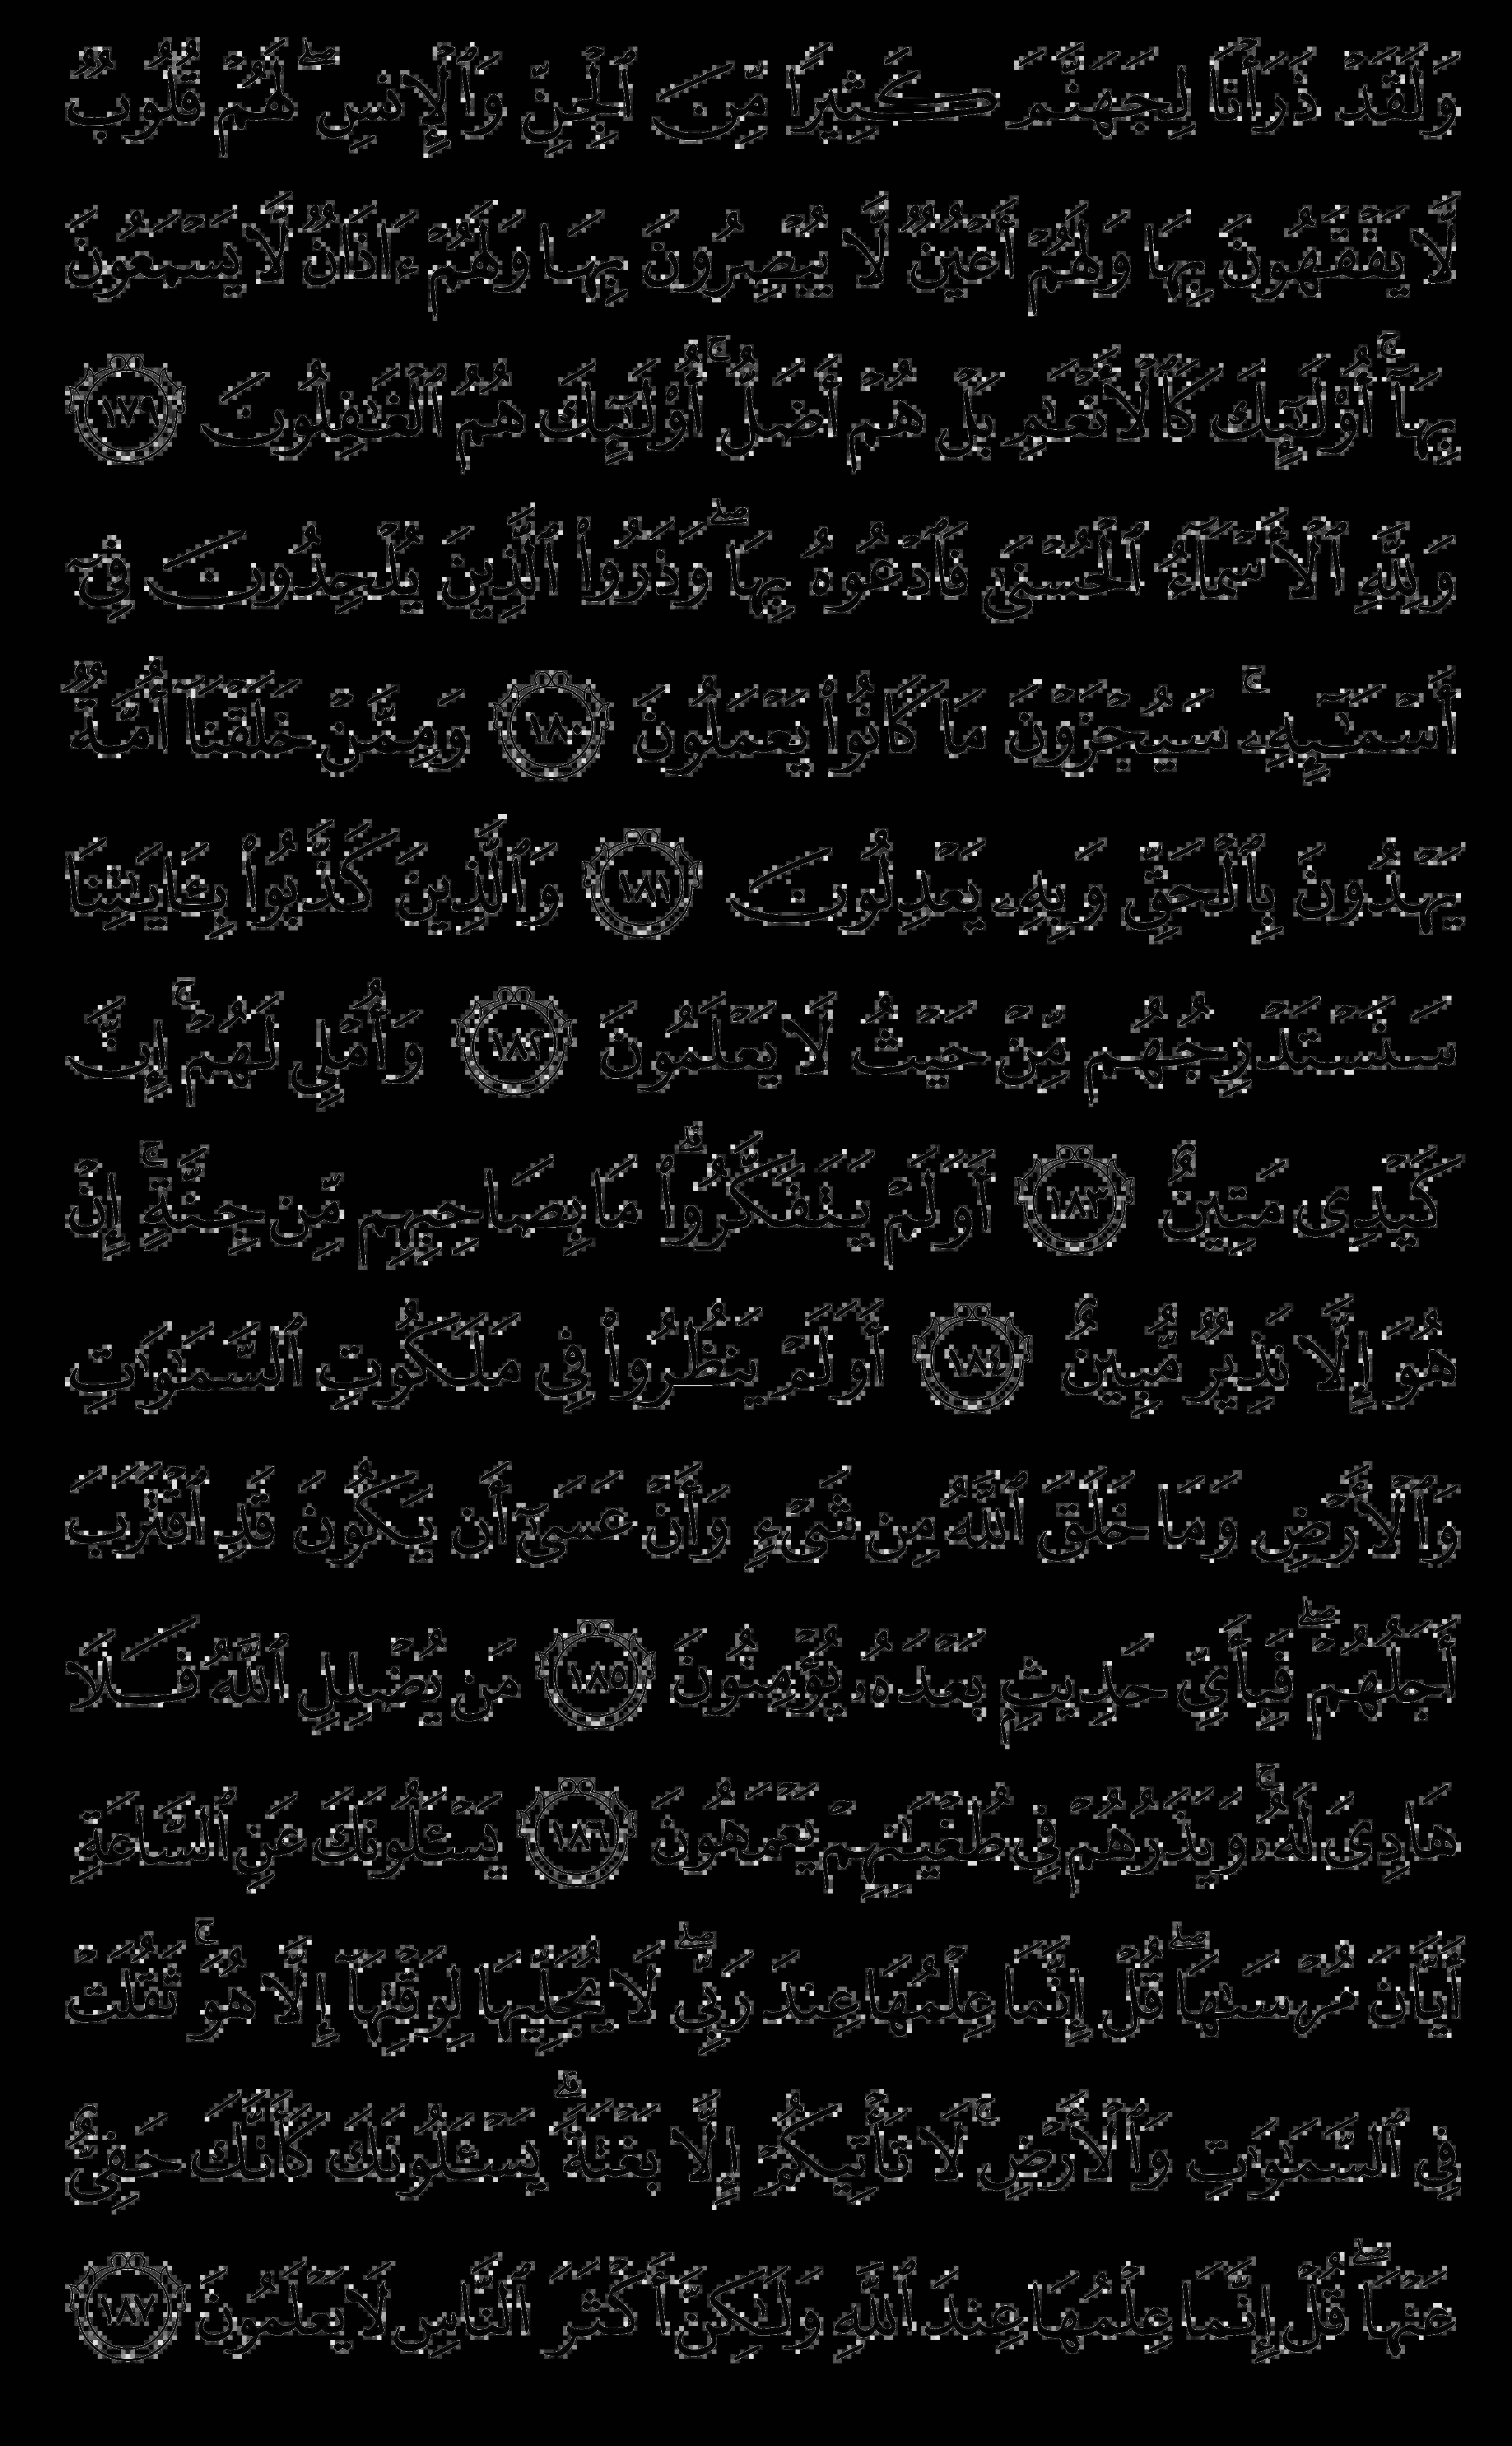 وَلَقَدْ ذَرَأْنَا لِجَهَنَّمَ كَثِيرًا مِّنَ ٱلْجِنِّ وَٱلْإِنسِ ۖ لَهُمْ قُلُوبٌ
لَّا يَفْقَهُونَ بِهَا وَلَهُمْ أَعْيُنٌ لَّا يُبْصِرُونَ بِهَا وَلَهُمْ ءَاذَانٌ لَّا يَسْمَعُونَ
بِهَآ ۚ أُو۟لَـٰٓئِكَ كَٱلْأَنْعَـٰمِ بَلْ هُمْ أَضَلُّ ۚ أُو۟لَـٰٓئِكَ هُمُ ٱلْغَـٰفِلُونَ ١٧٩
وَلِلَّهِ ٱلْأَسْمَآءُ ٱلْحُسْنَىٰ فَٱدْعُوهُ بِهَا ۖ وَذَرُوا۟ ٱلَّذِينَ يُلْحِدُونَ فِىٓ
أَسْمَـٰٓئِهِۦ ۚ سَيُجْزَوْنَ مَا كَانُوا۟ يَعْمَلُونَ ١٨٠ وَمِمَّنْ خَلَقْنَآ أُمَّةٌ
يَهْدُونَ بِٱلْحَقِّ وَبِهِۦ يَعْدِلُونَ ١٨١ وَٱلَّذِينَ كَذَّبُوا۟ بِـَٔايَـٰتِنَا
سَنَسْتَدْرِجُهُم مِّنْ حَيْثُ لَا يَعْلَمُونَ ١٨٢ وَأُمْلِى لَهُمْ ۚ إِنَّ
كَيْدِى مَتِينٌ ١٨٣ أَوَلَمْ يَتَفَكَّرُوا۟ ۗ مَا بِصَاحِبِهِم مِّن جِنَّةٍ ۚ إِنْ
هُوَ إِلَّا نَذِيرٌ مُّبِينٌ ١٨٤ أَوَلَمْ يَنظُرُوا۟ فِى مَلَكُوتِ ٱلسَّمَـٰوَٰتِ
وَٱلْأَرْضِ وَمَا خَلَقَ ٱللَّهُ مِن شَىْءٍ وَأَنْ عَسَىٰٓ أَن يَكُونَ قَدِ ٱقْتَرَبَ
أَجَلُهُمْ ۖ فَبِأَىِّ حَدِيثٍۭ بَعْدَهُۥ يُؤْمِنُونَ ١٨٥ مَن يُضْلِلِ ٱللَّهُ فَلَا
هَادِىَ لَهُۥ ۚ وَيَذَرُهُمْ فِى طُغْيَـٰنِهِمْ يَعْمَهُونَ ١٨٦ يَسْـَٔلُونَكَ عَنِ ٱلسَّاعَةِ
أَيَّانَ مُرْسَىٰهَا ۖ قُلْ إِنَّمَا عِلْمُهَا عِندَ رَبِّى ۖ لَا يُجَلِّيهَا لِوَقْتِهَآ إِلَّا هُوَ ۚ ثَقُلَتْ
فِى ٱلسَّمَـٰوَٰتِ وَٱلْأَرْضِ ۚ لَا تَأْتِيكُمْ إِلَّا بَغْتَةً ۗ يَسْـَٔلُونَكَ كَأَنَّكَ حَفِىٌّ
عَنْهَا ۖ قُلْ إِنَّمَا عِلْمُهَا عِندَ ٱللَّهِ وَلَـٰكِنَّ أَكْثَرَ ٱلنَّاسِ لَا يَعْلَمُونَ ١٨٧